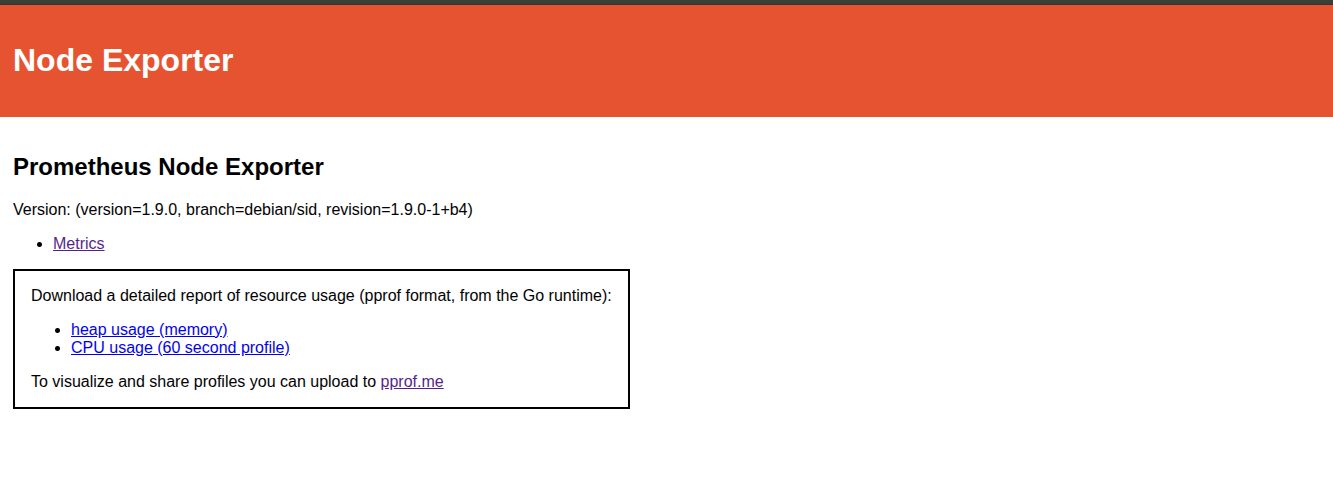 Node Exporter
Prometheus Node Exporter
Version: (version=1.9.0, branch=debian/sid, revision=1.9.0-1+b4)
Metrics
Download a detailed report of resource usage (pprof format, from the Go runtime):
heap usage (memory)
CPU usage (60 second profile)
To visualize and share profiles you can upload to pprof.me